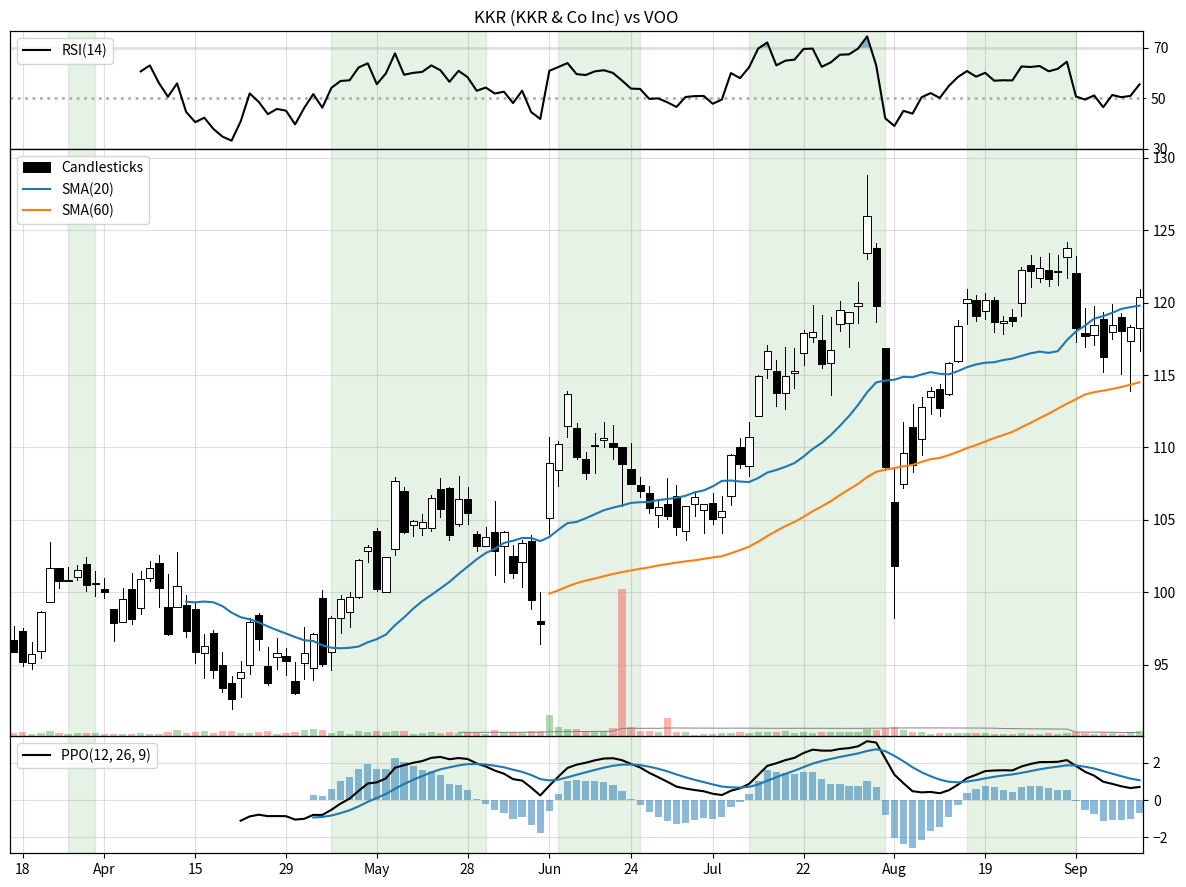 KKR (KKR & Co Inc) vs VOO
RSI(14)
70
50
30
Candlesticks
SMA(20)
SMA(60)
130
125
120
115
110
105
100
95
PPO(12, 26, 9)
2
0
−2
18 Apr 15 29 May 28 Jun 24 Jul 22 Aug 19 Sep